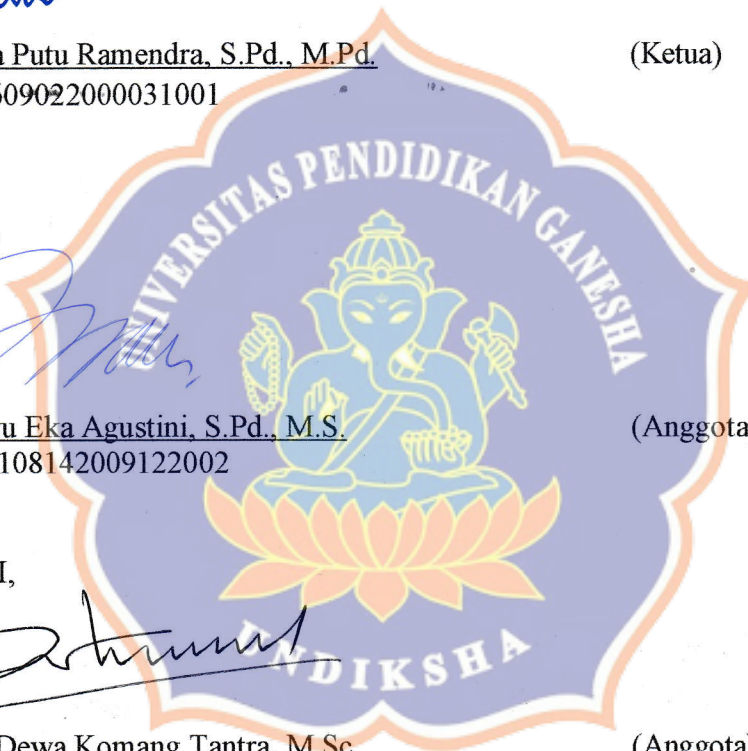 a Putu Ramendra, S.Pd., M.Pd. (Ketua)
609022000031001
UNIVERSITAS PENDIDIKAN GANESHA
u Eka Agustini, S.Pd., M.S. (Anggota
108142009122002
I,
UNDIKSHA
Dewa Komang Tantra, M.Sc. (Anggota)